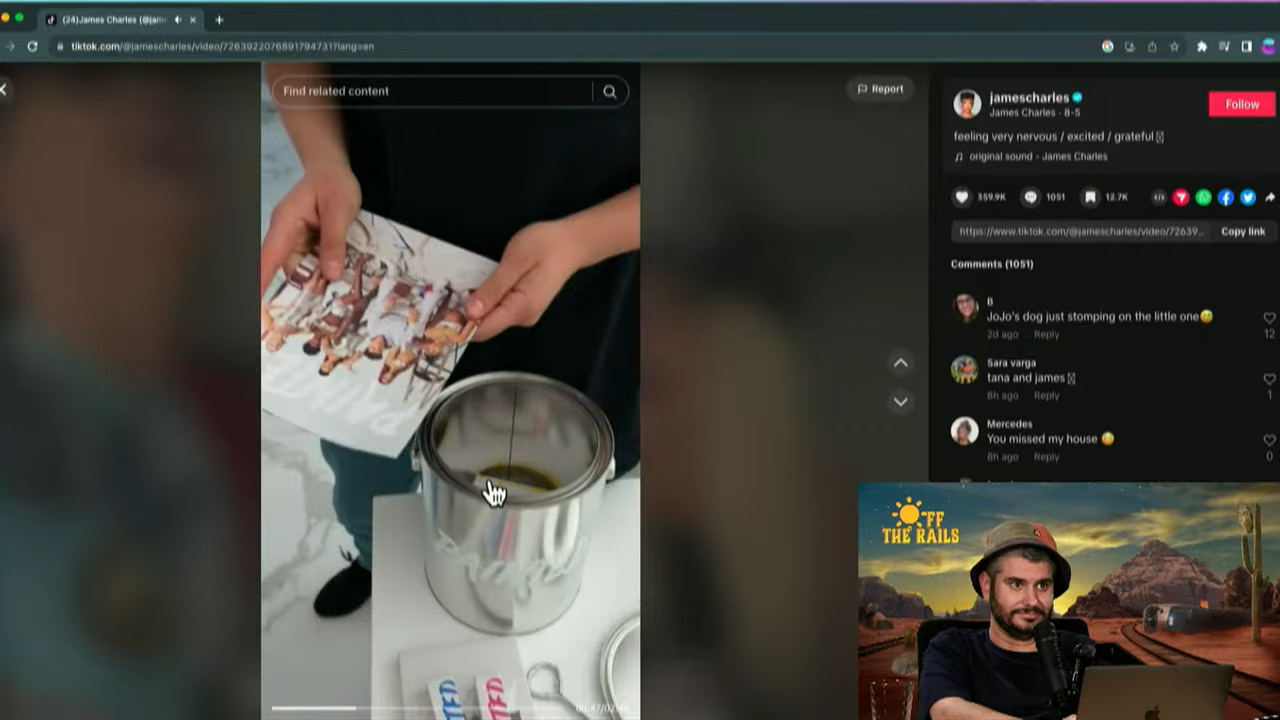 (24)James Charles (@jam
tiktok.com/@jamescharles/video/7263922076891794731?lang=en
Find related content
Report
jamescharles
James Charles · 8-5
Follow
feeling very nervous / excited / grateful
original sound - James Charles
359.9K
1051
12.7K
https://www.tiktok.com/@jamescharles/video/72639...
Copy link
Comments (1051)
B
JoJo's dog just stomping on the little one😅
2d ago Reply
12
Sara varga
tana and james
8h ago Reply
1
Mercedes
You missed my house 😅
8h ago Reply
0
OFF
THE RAILS